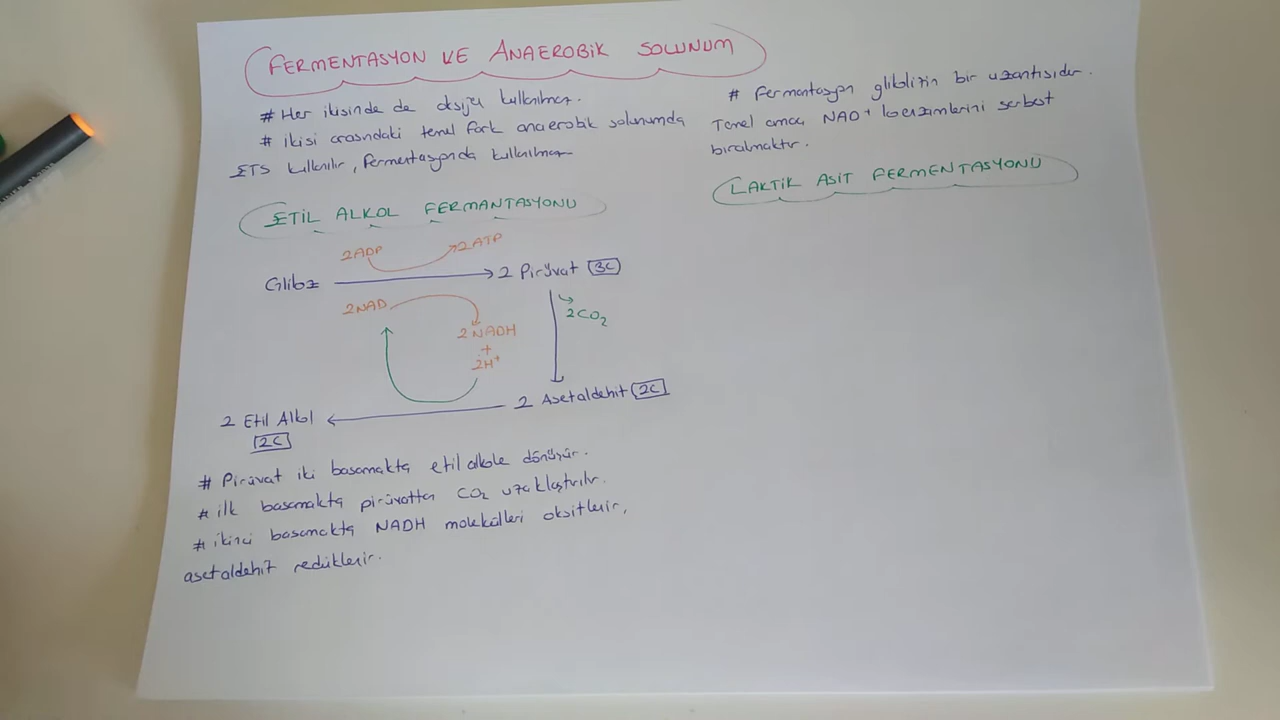 FERMENTASYON VE ANAEROBİK SOLUNUM
# Her ikisinde de oksijen kullanılmaz.
# ikisi arasındaki temel fark anaerobik solunumda
ETS kullanılır, fermentasyonda kullanılmaz
# Fermantasyon glikolizin bir uzantısıdır.
Temel amaç NAD+ koenzimlerini serbest
bırakmaktır.
ETİL ALKOL FERMANTASYONU
2ADP 2ATP
Glikoz 2 Pirüvat 3C
2NAD 2NADH
+
2H+
2CO2
2 Asetaldehit 2C
2 Etil Alkol
2C
# Pirüvat iki basamakta etil alkole dönüşür.
# ilk basamakta pirüvattan CO2 uzaklaştırılır.
# ikinci basamakta NADH molekülleri oksitlenir,
asetaldehit redüklenir.
LAKTİK ASİT FERMENTASYONU